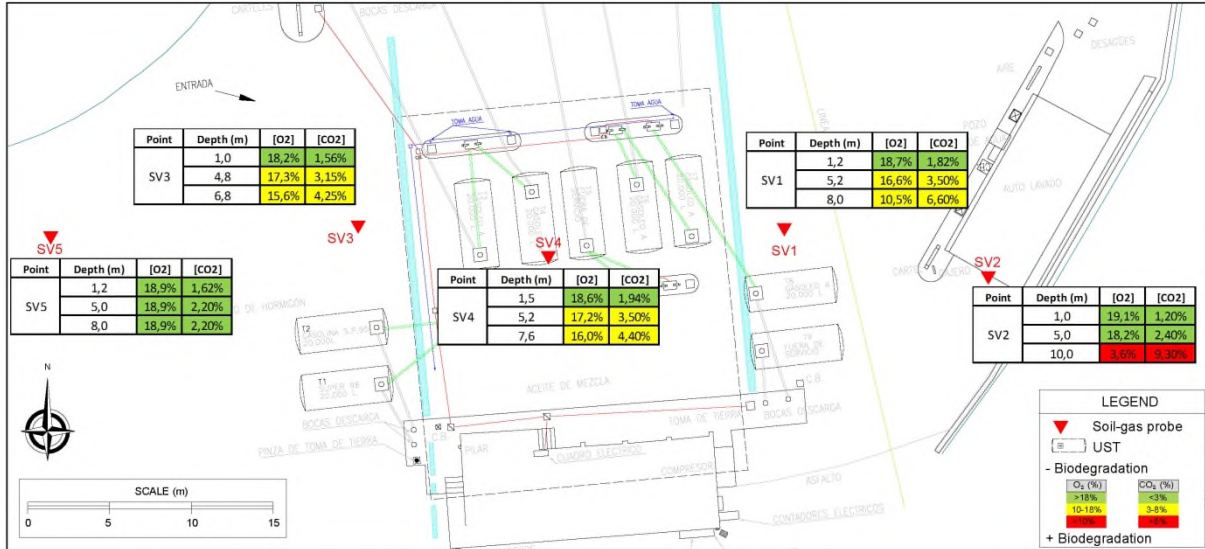 CARTELES
BOCAS DESCARGA
DESAGÜES
AIRE
ENTRADA
TOMA AGUA
TOMA AGUA
LINEA
POZO
AUTO LAVADO
Point Depth (m) [O2] [CO2]
SV3
1,0 18,2% 1,56%
4,8 17,3% 3,15%
6,8 15,6% 4,25%
Point Depth (m) [O2] [CO2]
SV1
1,2 18,7% 1,82%
5,2 16,6% 3,50%
8,0 10,5% 6,60%
SV5
SV3
SV4
SV1
SV2
Point Depth (m) [O2] [CO2]
SV5
1,2 18,9% 1,62%
5,0 18,9% 2,20%
8,0 18,9% 2,20%
Point Depth (m) [O2] [CO2]
SV4
1,5 18,6% 1,94%
5,2 17,2% 3,50%
7,6 16,0% 4,40%
Point Depth (m) [O2] [CO2]
SV2
1,0 19,1% 1,20%
5,0 18,2% 2,40%
10,0 3,6% 9,30%
DE HORMIGÓN
T2
T1
SUPER 98
FUERA DE
SERVICIO
ACEITE DE MEZCLA
C.B.
BOCAS DESCARGA
TOMA DE TIERRA
BOCAS DESCARGA
C.B.
PINZA DE TOMA DE TIERRA
PILAR
CUADRO ELECTRICO
COMPRESOR
ASFALTO
CONTADORES ELECTRICOS
N
SCALE (m)
0 5 10 15
LEGEND
Soil-gas probe
UST
- Biodegradation
O₂ (%) CO₂ (%)
>18% <3%
10-18% 3-8%
<10% >8%
+ Biodegradation